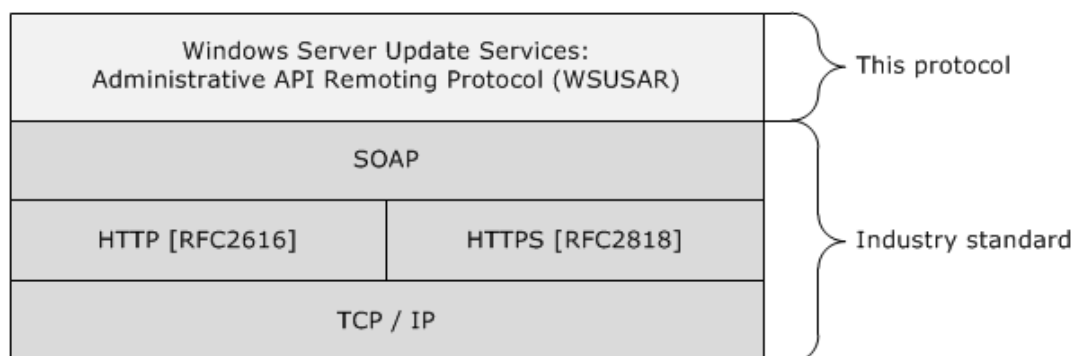 Windows Server Update Services:
Administrative API Remoting Protocol (WSUSAR)
This protocol
SOAP
HTTP [RFC2616]
HTTPS [RFC2818]
Industry standard
TCP / IP